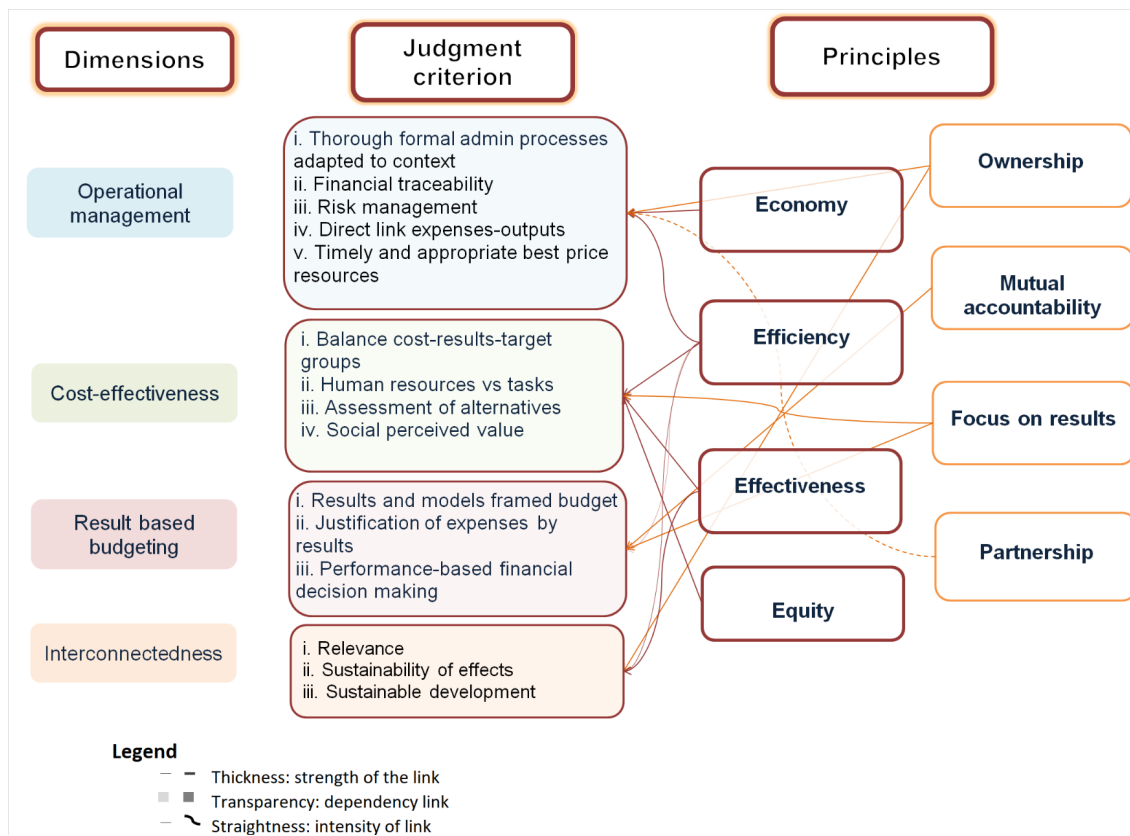 Dimensions
Judgment
criterion
Principles
Operational
management
i. Thorough formal admin processes
adapted to context
ii. Financial traceability
iii. Risk management
iv. Direct link expenses-outputs
v. Timely and appropriate best price
resources
Economy
Ownership
Mutual
accountability
Cost-effectiveness
i. Balance cost-results-target
groups
ii. Human resources vs tasks
iii. Assessment of alternatives
iv. Social perceived value
Efficiency
Focus on results
Result based
budgeting
i. Results and models framed budget
ii. Justification of expenses by
results
iii. Performance-based financial
decision making
Effectiveness
Partnership
Equity
Interconnectedness
i. Relevance
ii. Sustainability of effects
iii. Sustainable development
Legend
Thickness: strength of the link
Transparency: dependency link
Straightness: intensity of link